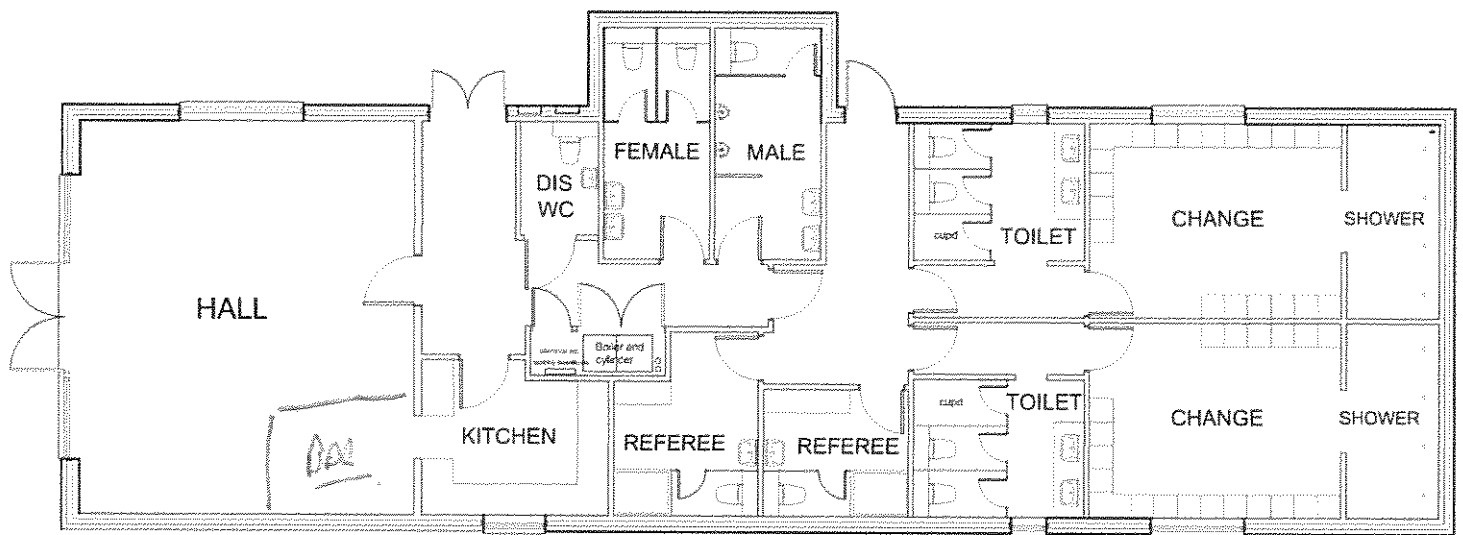 FEMALE
MALE
DIS
WC
CHANGE
SHOWER
cupd
TOILET
HALL
Boiler and
cylinder
cupd
TOILET
CHANGE
SHOWER
KITCHEN
REFEREE
REFEREE